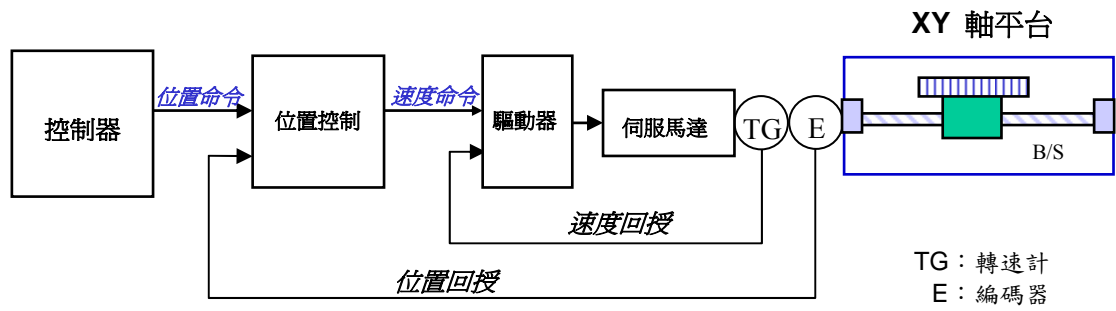 XY 軸平台
控制器
位置命令
位置控制
速度命令
驅動器
伺服馬達
TG
E
B/S
速度回授
位置回授
TG：轉速計
E：編碼器